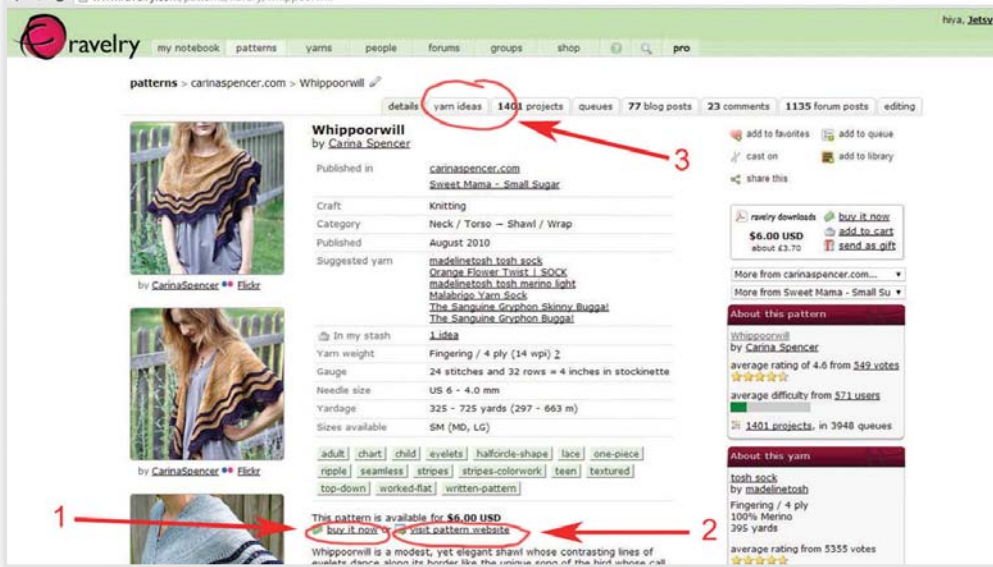 hiya, Jetsy
ravelry
my notebook patterns yarns people forums groups shop pro
patterns > carinaspencer.com > Whippoorwill
details yarn ideas 1401 projects queues 77 blog posts 23 comments 1135 forum posts editing
Whippoorwill
by Carina Spencer
Published in carinaspencer.com
Sweet Mama - Small Sugar
Craft Knitting
Category Neck / Torso → Shawl / Wrap
Published August 2010
Suggested yarn madelinetosh tosh sock
Orange Flower Twist | SOCK
madelinetosh tosh merino light
Malabrigo Yarn Sock
The Sanguine Gryphon Skinny Bugga!
The Sanguine Gryphon Bugga!
In my stash 1 idea
Yarn weight Fingering / 4 ply (14 wpi) ?
Gauge 24 stitches and 32 rows = 4 inches in stockinette
Needle size US 6 - 4.0 mm
Yardage 325 - 725 yards (297 - 663 m)
Sizes available SM (MD, LG)
adult chart child eyelets halfcircle-shape lace one-piece
ripple seamless stripes stripes-colorwork teen textured
top-down worked-flat written-pattern
This pattern is available for $6.00 USD
buy it now or visit pattern website
Whippoorwill is a modest, yet elegant shawl whose contrasting lines of
eyelets dance along its border like the unique song of the bird whose call
by CarinaSpencer Flickr
by CarinaSpencer Flickr
1
2
3
add to favorites add to queue
cast on add to library
share this
ravelry downloads buy it now
$6.00 USD add to cart
about £3.70 send as gift
More from carinaspencer.com...
More from Sweet Mama - Small Su
About this pattern
Whippoorwill
by Carina Spencer
average rating of 4.6 from 549 votes
average difficulty from 571 users
1401 projects, in 3948 queues
About this yarn
tosh sock
by madelinetosh
Fingering / 4 ply
100% Merino
395 yards
average rating from 5355 votes